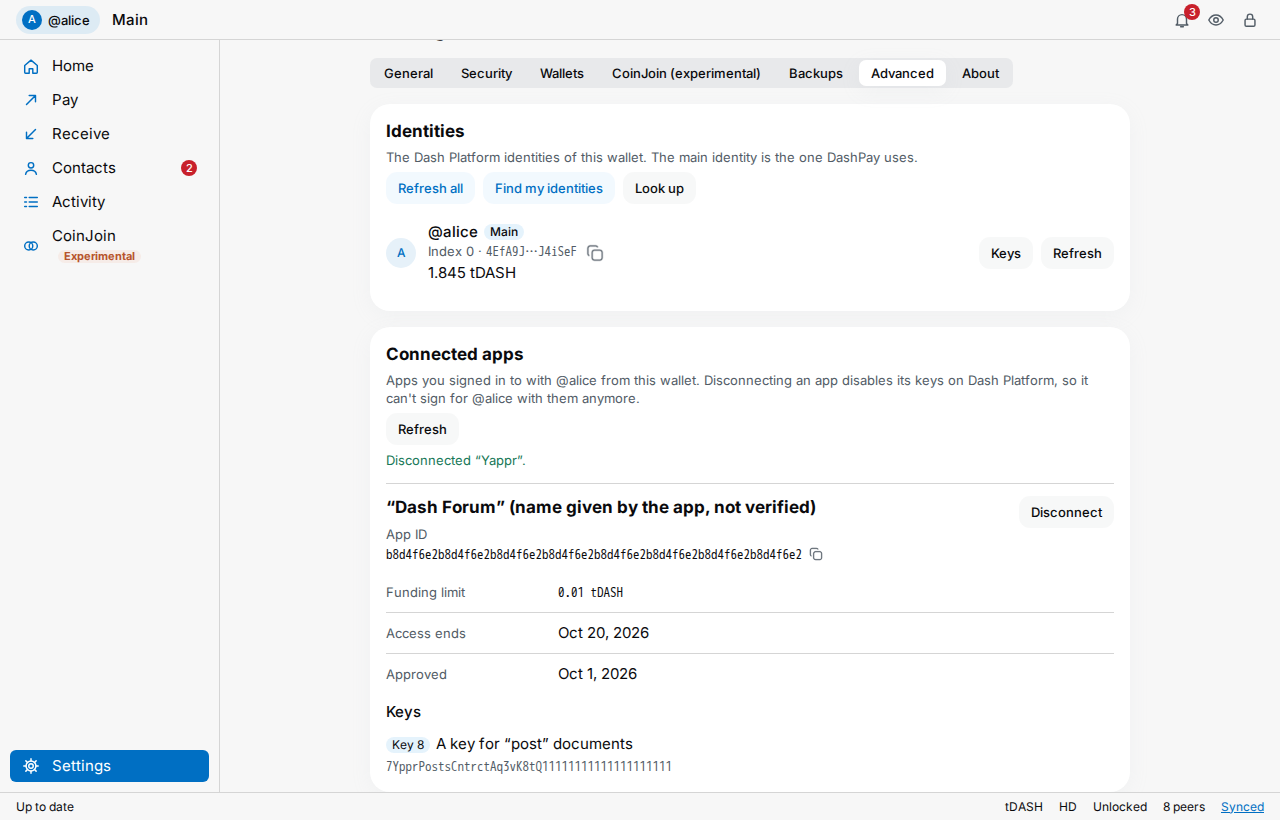 A @alice Main 3
General Security Wallets CoinJoin (experimental) Backups Advanced About
Home
Pay
Receive
Contacts 2
Activity
CoinJoin
Experimental
Settings
Identities
The Dash Platform identities of this wallet. The main identity is the one DashPay uses.
Refresh all Find my identities Look up
A @alice Main
Index 0 · 4EfA9J···J4iSeF
1.845 tDASH
Keys Refresh
Connected apps
Apps you signed in to with @alice from this wallet. Disconnecting an app disables its keys on Dash Platform, so it
can't sign for @alice with them anymore.
Refresh
Disconnected “Yappr”.
“Dash Forum” (name given by the app, not verified) Disconnect
App ID
b8d4f6e2b8d4f6e2b8d4f6e2b8d4f6e2b8d4f6e2b8d4f6e2b8d4f6e2b8d4f6e2
Funding limit 0.01 tDASH
Access ends Oct 20, 2026
Approved Oct 1, 2026
Keys
Key 8 A key for “post” documents
Up to date tDASH HD Unlocked 8 peers Synced